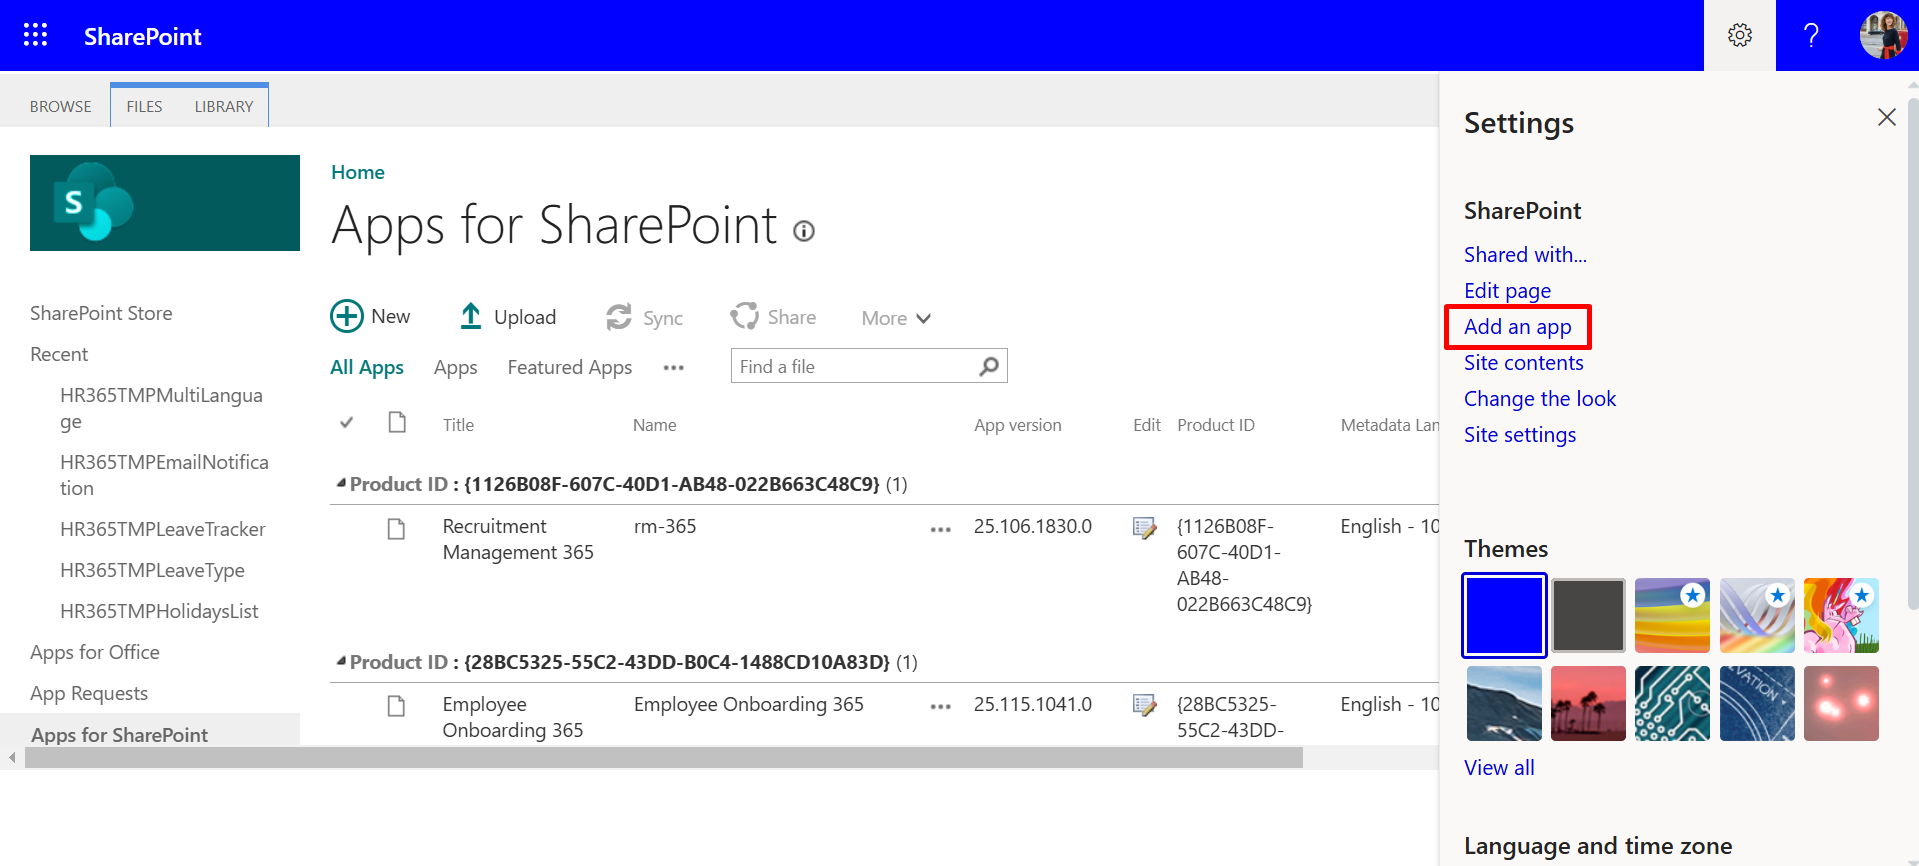 SharePoint
BROWSE
FILES
LIBRARY
S
SharePoint Store
Recent
HR365TMPMultiLangua
ge
HR365TMPEmailNotifica
tion
HR365TMPLeaveTracker
HR365TMPLeaveType
HR365TMPHolidaysList
Apps for Office
App Requests
Apps for SharePoint
Home
Apps for SharePoint
New
Upload
Sync
Share
More
All Apps
Apps
Featured Apps
Find a file
Title
Name
App version
Edit
Product ID
Metadata Lan
Product ID : {1126B08F-607C-40D1-AB48-022B663C48C9} (1)
Recruitment
Management 365
rm-365
25.106.1830.0
{1126B08F-
607C-40D1-
AB48-
022B663C48C9}
English - 10
Product ID : {28BC5325-55C2-43DD-B0C4-1488CD10A83D} (1)
Employee
Onboarding 365
Employee Onboarding 365
25.115.1041.0
{28BC5325-
55C2-43DD-
English - 10
Settings
SharePoint
Shared with...
Edit page
Add an app
Site contents
Change the look
Site settings
Themes
VATION
View all
Language and time zone